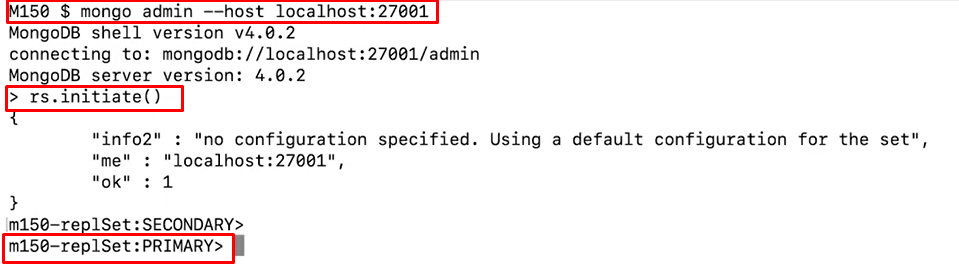 M150 $ mongo admin --host localhost:27001
MongoDB shell version v4.0.2
connecting to: mongodb://localhost:27001/admin
MongoDB server version: 4.0.2
> rs.initiate()
{
        "info2" : "no configuration specified. Using a default configuration for the set",
        "me" : "localhost:27001",
        "ok" : 1
}
m150-replSet:SECONDARY>
m150-replSet:PRIMARY>